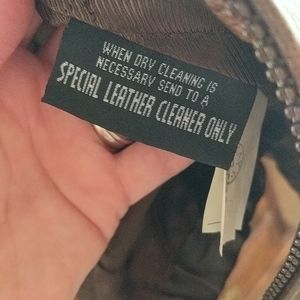 WHEN DRY CLEANING IS
NECESSARY SEND TO A
SPECIAL LEATHER CLEANER ONLY